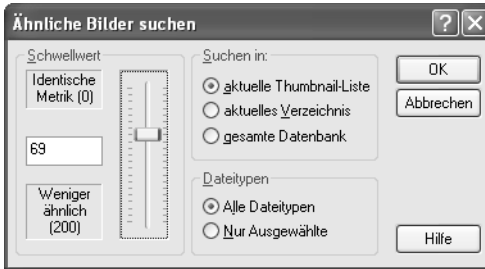 Ähnliche Bilder suchen
Schwellwert
Identische
Metrik (0)
69
Weniger
ähnlich
(200)
Suchen in:
aktuelle Thumbnail-Liste
aktuelles Verzeichnis
gesamte Datenbank
Dateitypen
Alle Dateitypen
Nur Ausgewählte
OK
Abbrechen
Hilfe